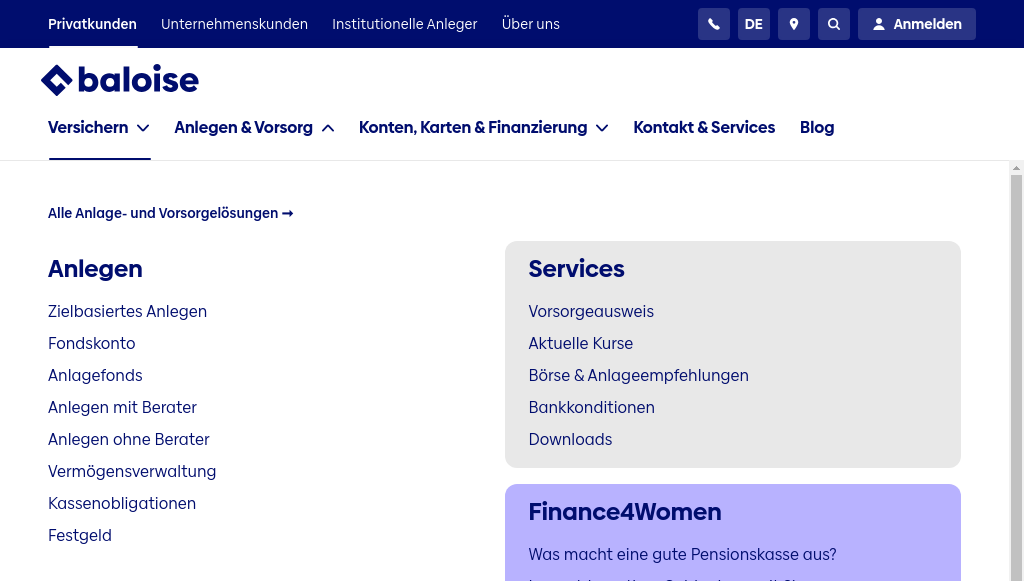 Privatkunden Unternehmenskunden Institutionelle Anleger Über uns DE Anmelden
baloise
Versichern Anlegen & Vorsorg Konten, Karten & Finanzierung Kontakt & Services Blog
Alle Anlage- und Vorsorgelösungen →
Anlegen
Zielbasiertes Anlegen
Fondskonto
Anlagefonds
Anlegen mit Berater
Anlegen ohne Berater
Vermögensverwaltung
Kassenobligationen
Festgeld
Services
Vorsorgeausweis
Aktuelle Kurse
Börse & Anlageempfehlungen
Bankkonditionen
Downloads
Finance4Women
Was macht eine gute Pensionskasse aus?